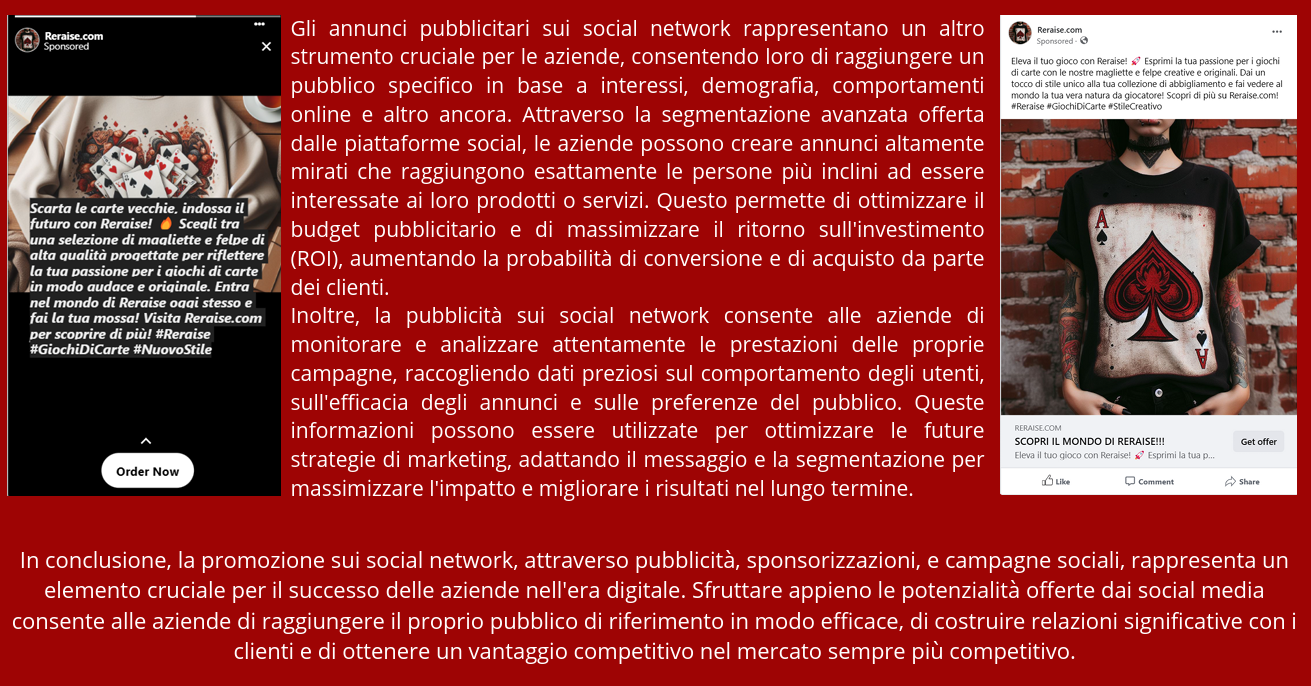 Reraise.com
Sponsored
Scarta le carte vecchie, indossa il
futuro con Reraise! 🔥 Scegli tra
una selezione di magliette e felpe di
alta qualità progettate per riflettere
la tua passione per i giochi di carte
in modo audace e originale. Entra
nel mondo di Reraise oggi stesso e
fai la tua mossa! Visita Reraise.com
per scoprire di più! #Reraise
#GiochiDiCarte #NuovoStile
Order Now
Gli annunci pubblicitari sui social network rappresentano un altro
strumento cruciale per le aziende, consentendo loro di raggiungere un
pubblico specifico in base a interessi, demografia, comportamenti
online e altro ancora. Attraverso la segmentazione avanzata offerta
dalle piattaforme social, le aziende possono creare annunci altamente
mirati che raggiungono esattamente le persone più inclini ad essere
interessate ai loro prodotti o servizi. Questo permette di ottimizzare il
budget pubblicitario e di massimizzare il ritorno sull'investimento
(ROI), aumentando la probabilità di conversione e di acquisto da parte
dei clienti.
Inoltre, la pubblicità sui social network consente alle aziende di
monitorare e analizzare attentamente le prestazioni delle proprie
campagne, raccogliendo dati preziosi sul comportamento degli utenti,
sull'efficacia degli annunci e sulle preferenze del pubblico. Queste
informazioni possono essere utilizzate per ottimizzare le future
strategie di marketing, adattando il messaggio e la segmentazione per
massimizzare l'impatto e migliorare i risultati nel lungo termine.
Reraise.com
Sponsored ·
Eleva il tuo gioco con Reraise! 🚀 Esprimi la tua passione per i giochi
di carte con le nostre magliette e felpe creative e originali. Dai un
tocco di stile unico alla tua collezione di abbigliamento e fai vedere al
mondo la tua vera natura da giocatore! Scopri di più su Reraise.com!
#Reraise #GiochiDiCarte #StileCreativo
A
A
RERAISE.COM
SCOPRI IL MONDO DI RERAISE!!!
Eleva il tuo gioco con Reraise! 🚀 Esprimi la tua p...
Get offer
Like
Comment
Share
In conclusione, la promozione sui social network, attraverso pubblicità, sponsorizzazioni, e campagne sociali, rappresenta un
elemento cruciale per il successo delle aziende nell'era digitale. Sfruttare appieno le potenzialità offerte dai social media
consente alle aziende di raggiungere il proprio pubblico di riferimento in modo efficace, di costruire relazioni significative con i
clienti e di ottenere un vantaggio competitivo nel mercato sempre più competitivo.